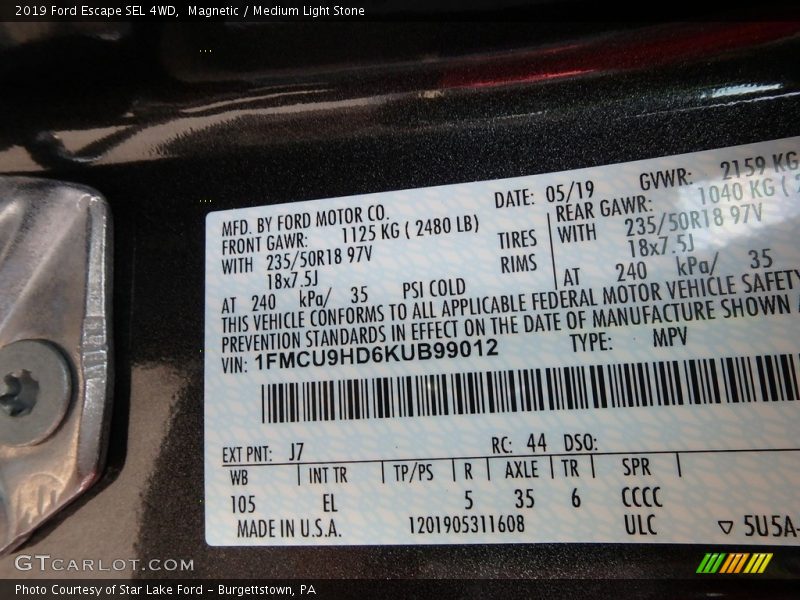 2019 Ford Escape SEL 4WD, Magnetic / Medium Light Stone
MFD. BY FORD MOTOR CO. DATE: 05/19 GVWR: 2159 KG
FRONT GAWR: 1125 KG ( 2480 LB) REAR GAWR: 1040 KG (
WITH 235/50R18 97V TIRES WITH 235/50R18 97V
18x7.5J RIMS 18x7.5J
AT 240 kPa/ 35 PSI COLD AT 240 kPa/ 35
THIS VEHICLE CONFORMS TO ALL APPLICABLE FEDERAL MOTOR VEHICLE SAFETY
PREVENTION STANDARDS IN EFFECT ON THE DATE OF MANUFACTURE SHOWN
VIN: 1FMCU9HD6KUB99012 TYPE: MPV
EXT PNT: J7 RC: 44 DSO:
WB INT TR TP/PS R AXLE TR SPR
105 EL 5 35 6 CCCC
MADE IN U.S.A. 1201905311608 ULC 5U5A-
GTCARLOT.COM
Photo Courtesy of Star Lake Ford - Burgettstown, PA